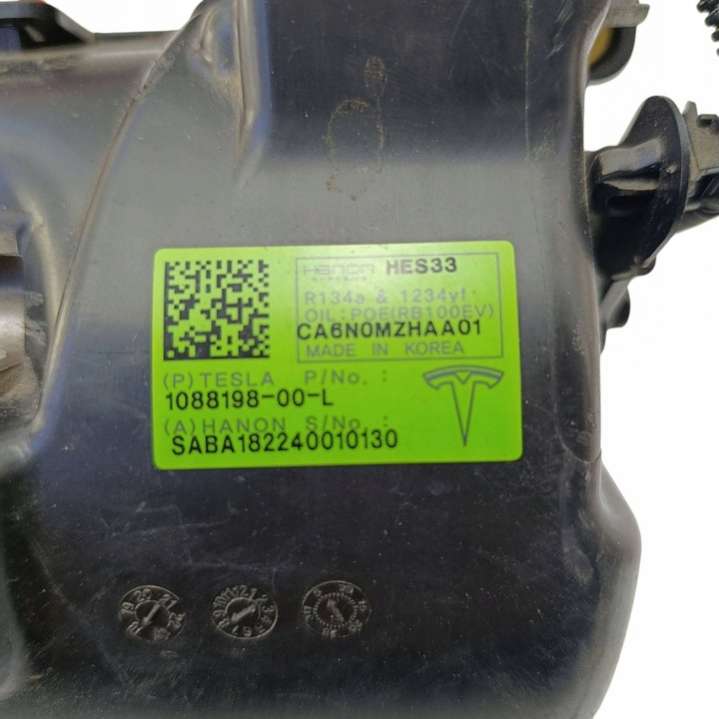 Hanon HES33
R134a & 1234yf
OIL:POE(RB100EV)
CA6N0MZHAA01
MADE IN KOREA
(P)TESLA P/No. :
1088198-00-L
(A)HANON S/No. :
SABA182240010130